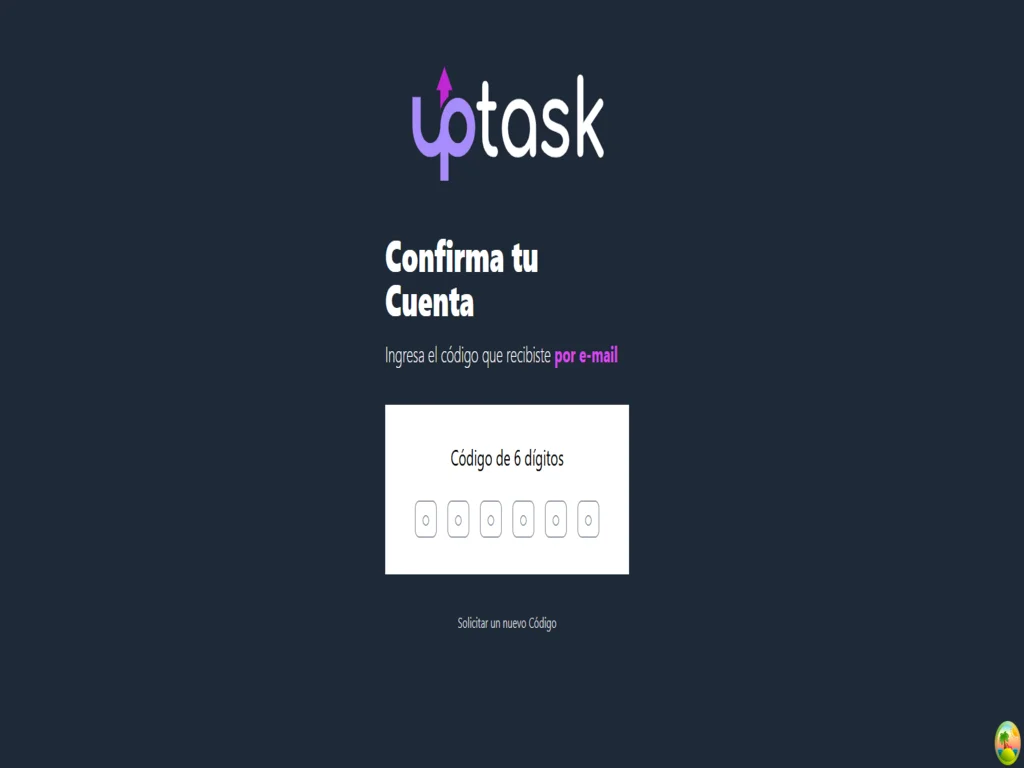 uptask
Confirma tu
Cuenta
Ingresa el código que recibiste por e-mail
Código de 6 dígitos
Solicitar un nuevo Código